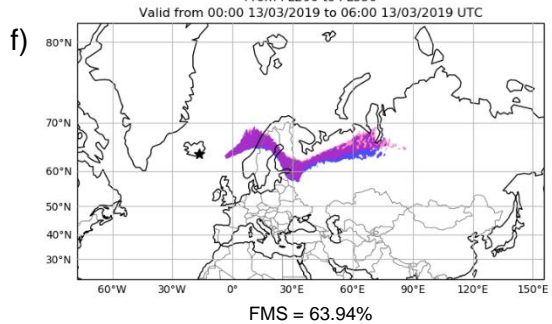 Valid from 00:00 13/03/2019 to 06:00 13/03/2019 UTC
f)
80°N
70°N
60°N
50°N
40°N
30°N
60°W 30°W 0° 30°E 60°E 90°E 120°E 150°E
FMS = 63.94%